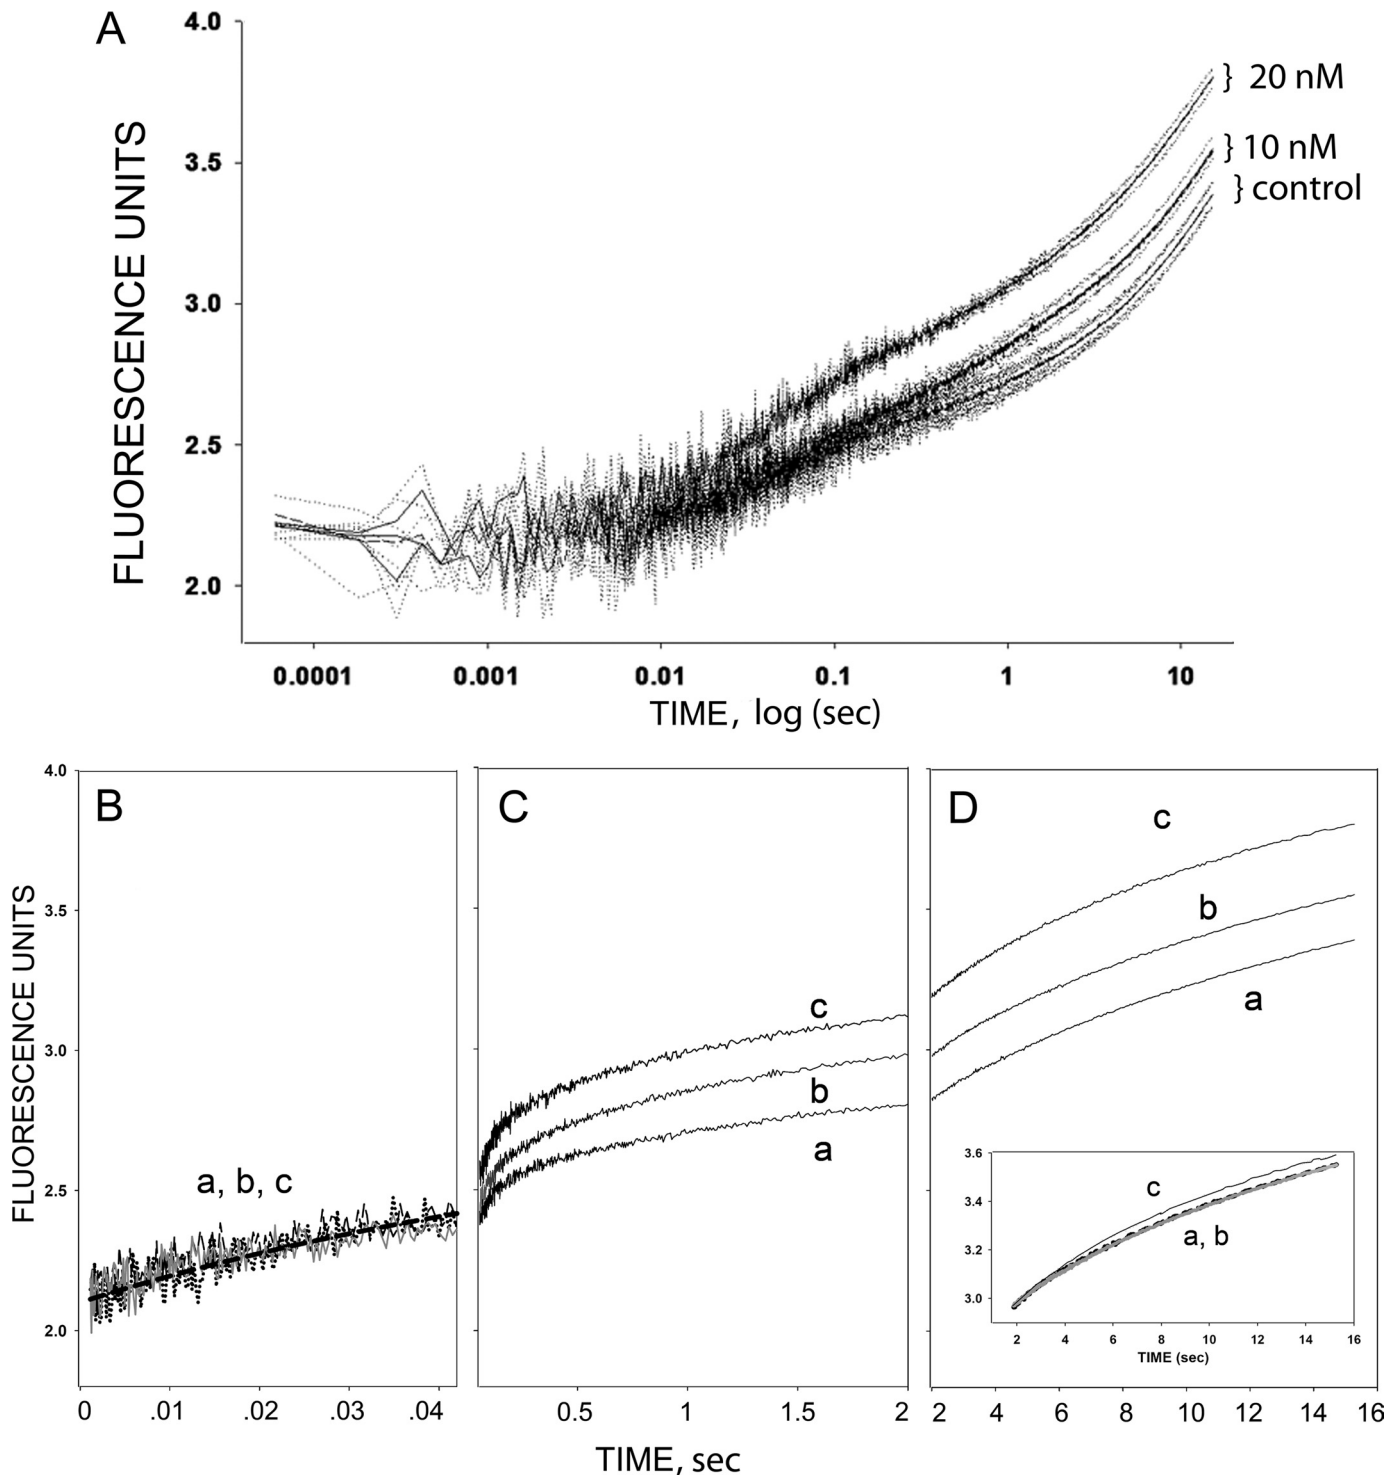 A
4.0
3.5
3.0
2.5
2.0
FLUORESCENCE UNITS
} 20 nM
} 10 nM
} control
0.0001 0.001 0.01 0.1 1 10
TIME, log (sec)
B
4.0
3.5
3.0
2.5
2.0
FLUORESCENCE UNITS
a, b, c
0 .01 .02 .03 .04
C
c
b
a
0.5 1 1.5 2
D
c
b
a
3.6
3.4
3.2
3.0
c
a, b
2 4 6 8 10 12 14 16
TIME (sec)
2 4 6 8 10 12 14 16
TIME, sec